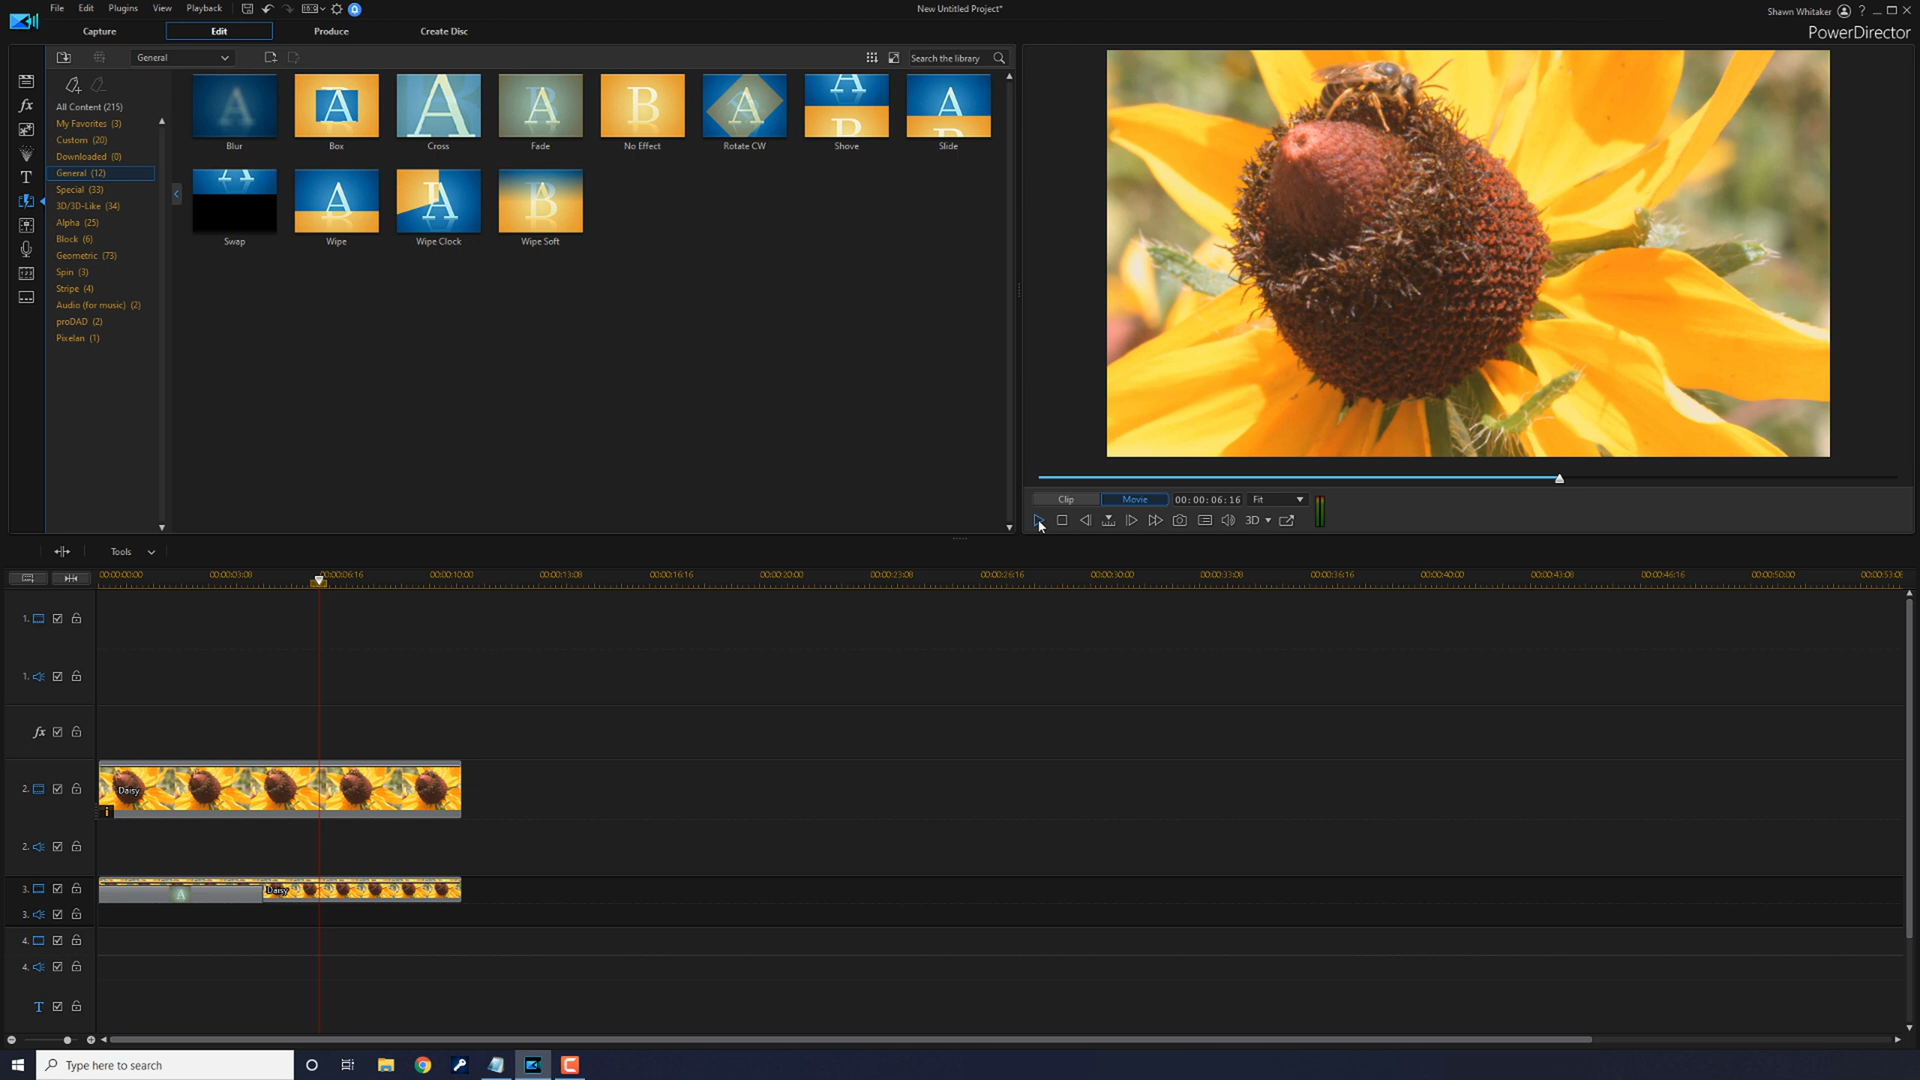 File Edit Plugins View Playback
New Untitled Project*
Shawn Whitaker ?
PowerDirector
Capture Edit Produce Create Disc
General
Search the library
All Content (215)
My Favorites (3)
Custom (20)
Downloaded (0)
General (12)
Special (33)
3D/3D-Like (34)
Alpha (25)
Block (6)
Geometric (73)
Spin (3)
Stripe (4)
Audio (for music) (2)
proDAD (2)
Pixelan (1)
fx
T
A A A A B A A A
B B
Blur Box Cross Fade No Effect Rotate CW Shove Slide
A A A B
Swap Wipe Wipe Clock Wipe Soft
Clip Movie 00:00:06:16 Fit
3D
Tools
00:00:00:00 00:00:03:08 00:00:06:16 00:00:10:00 00:00:13:08 00:00:16:16 00:00:20:00 00:00:23:08 00:00:26:16 00:00:30:00 00:00:33:08 00:00:36:16 00:00:40:00 00:00:43:08 00:00:46:16 00:00:50:00 00:00:53:08
1.
1.
fx
2. Daisy
i
2.
3. A Daisy
3.
4.
4.
T
Type here to search